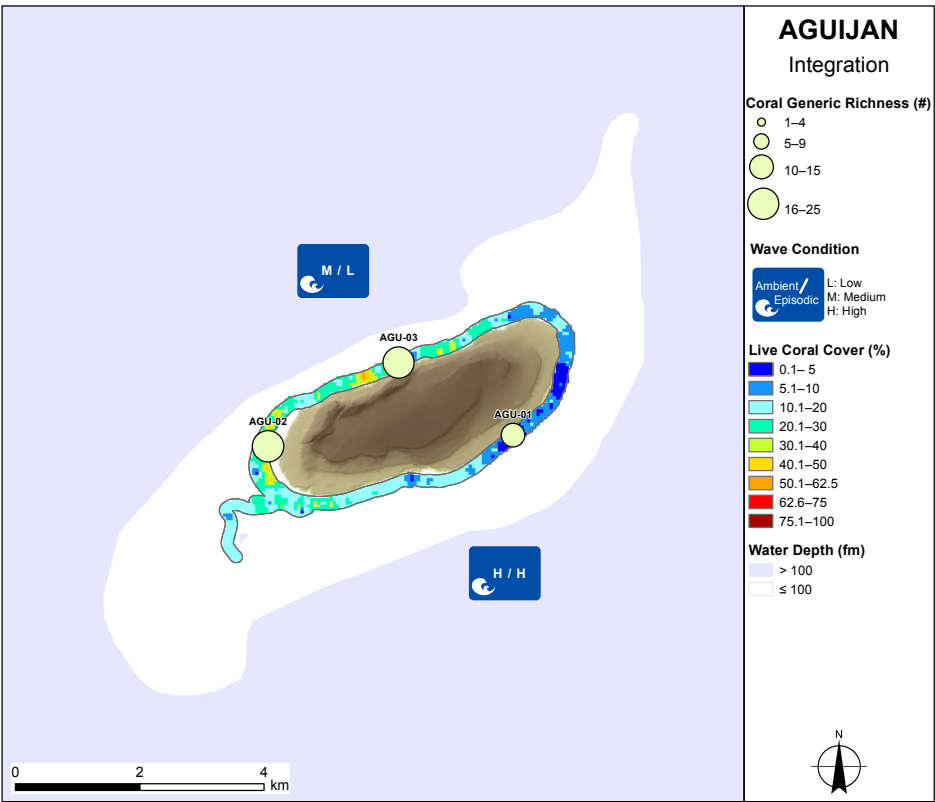 AGUIJAN
Integration
Coral Generic Richness (#)
1–4
5–9
10–15
16–25
Wave Condition
Ambient/
Episodic
L: Low
M: Medium
H: High
Live Coral Cover (%)
0.1– 5
5.1–10
10.1–20
20.1–30
30.1–40
40.1–50
50.1–62.5
62.6–75
75.1–100
Water Depth (fm)
> 100
≤ 100
N
M / L
AGU-03
AGU-02
AGU-01
H / H
0 2 4
km